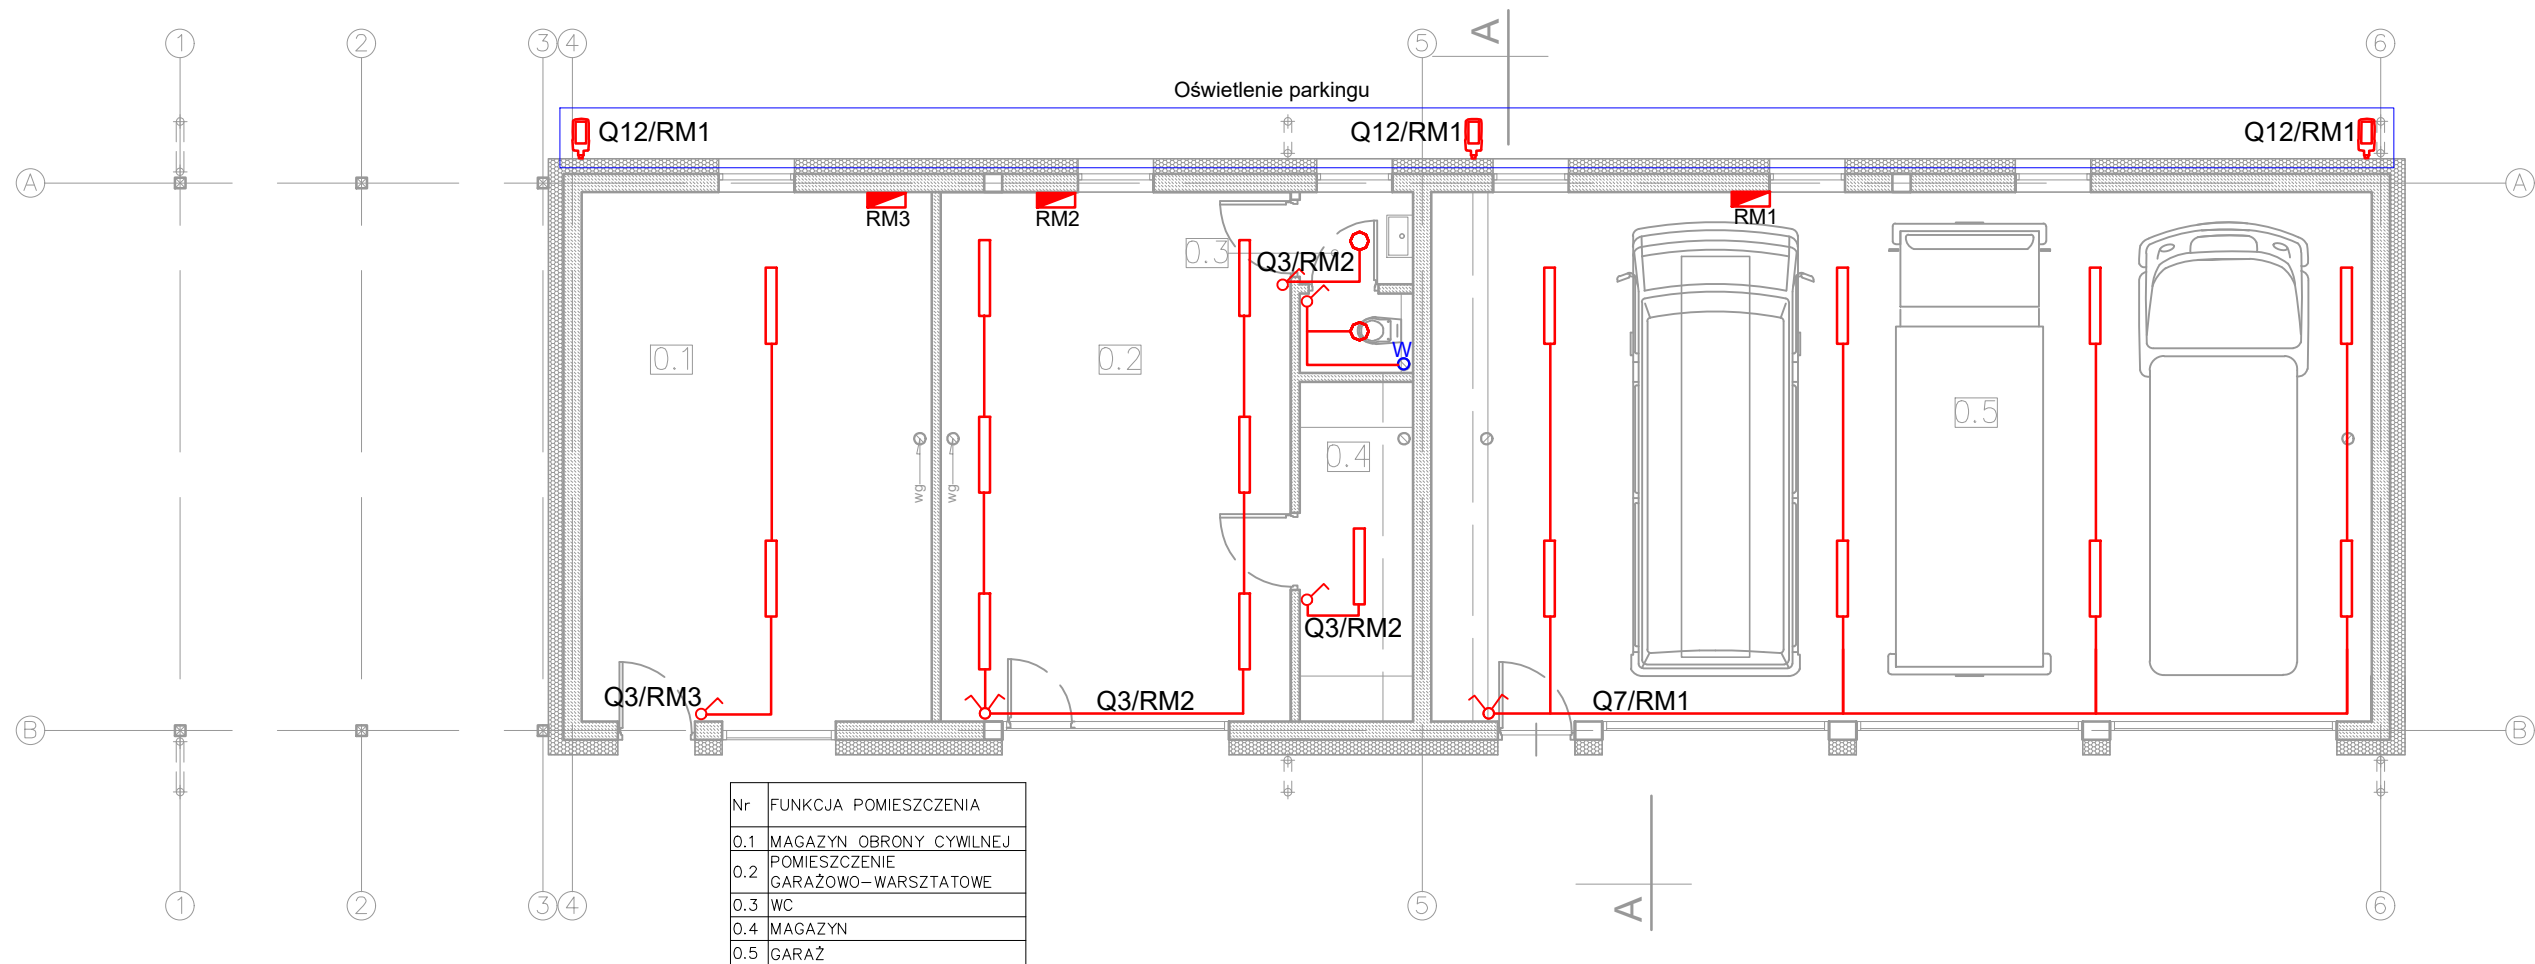 1 2 3 4 5 6
A
Oświetlenie parkingu
Q12/RM1 Q12/RM1 Q12/RM1
A A
RM3 RM2 RM1
0.3
Q3/RM2
0.1 0.2
W
0.5
0.4
wg wg
Q3/RM2
Q3/RM3 Q3/RM2 Q7/RM1
B B
Nr FUNKCJA POMIESZCZENIA
0.1 MAGAZYN OBRONY CYWILNEJ
0.2 POMIESZCZENIE
GARAŻOWO-WARSZTATOWE
0.3 WC
0.4 MAGAZYN
0.5 GARAŻ
1 2 3 4 5 6
A